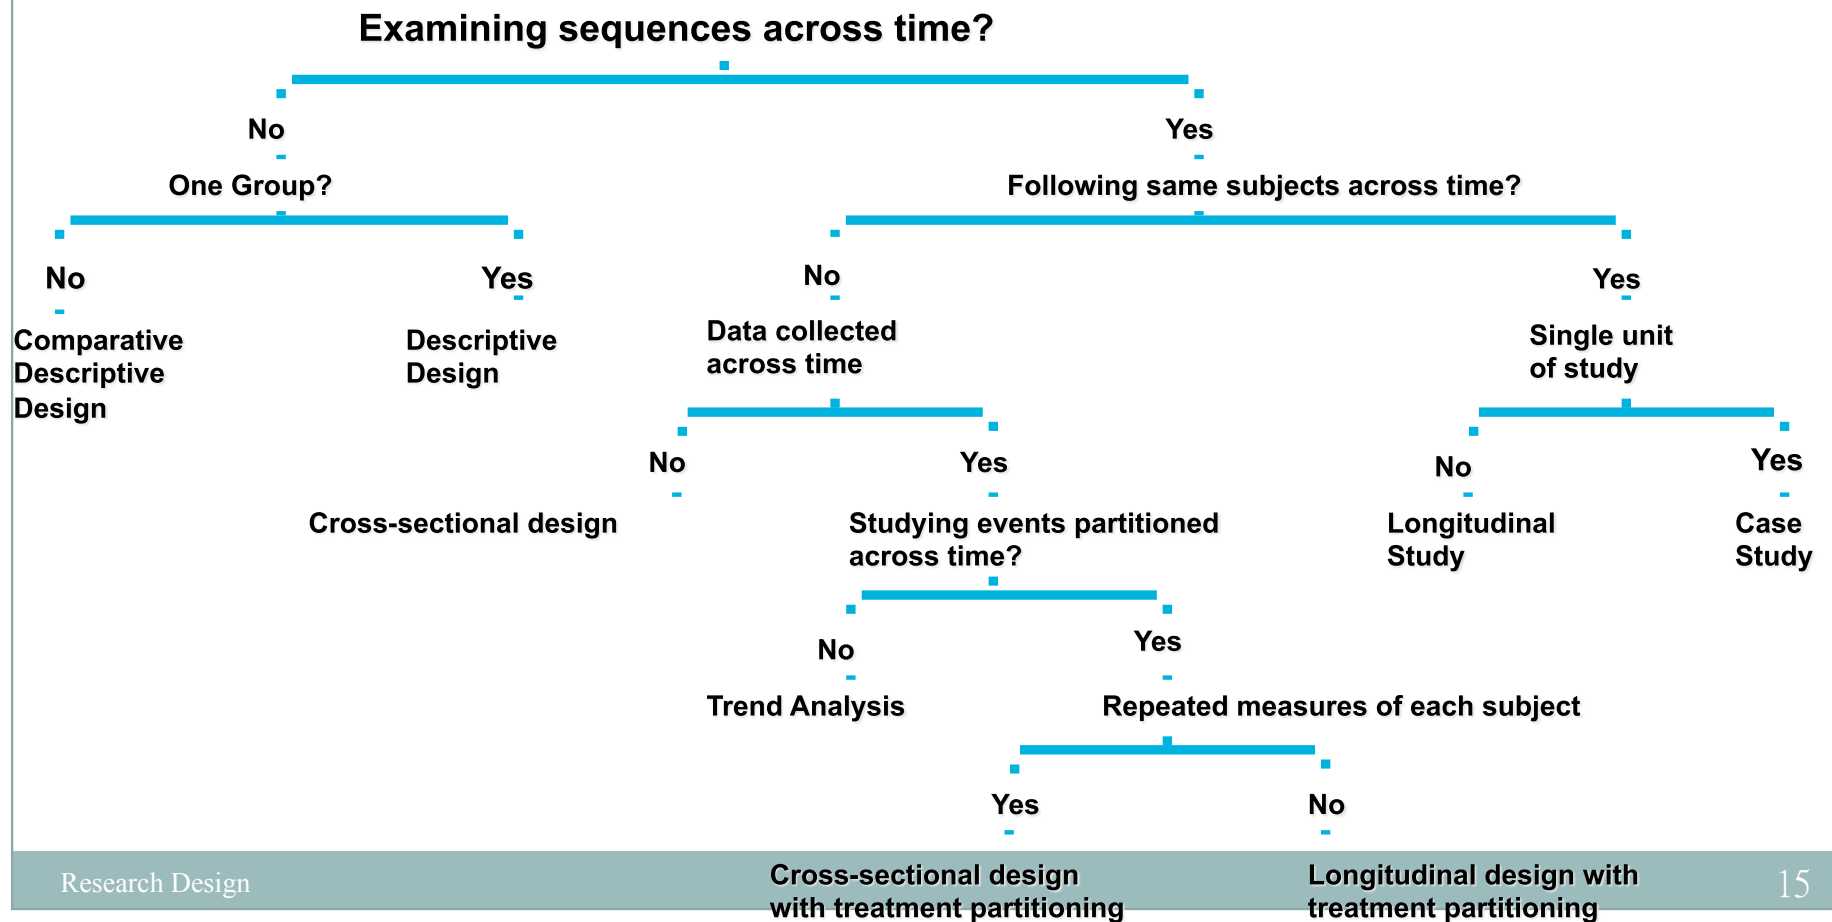 Examining sequences across time?
No
Yes
One Group?
Following same subjects across time?
No
Yes
No
Yes
Comparative
Descriptive
Design
Descriptive
Design
Data collected
across time
Single unit
of study
No
Yes
No
Yes
Cross-sectional design
Studying events partitioned
across time?
Longitudinal
Study
Case
Study
No
Yes
Trend Analysis
Repeated measures of each subject
Yes
No
Cross-sectional design
with treatment partitioning
Longitudinal design with
treatment partitioning
Research Design
15